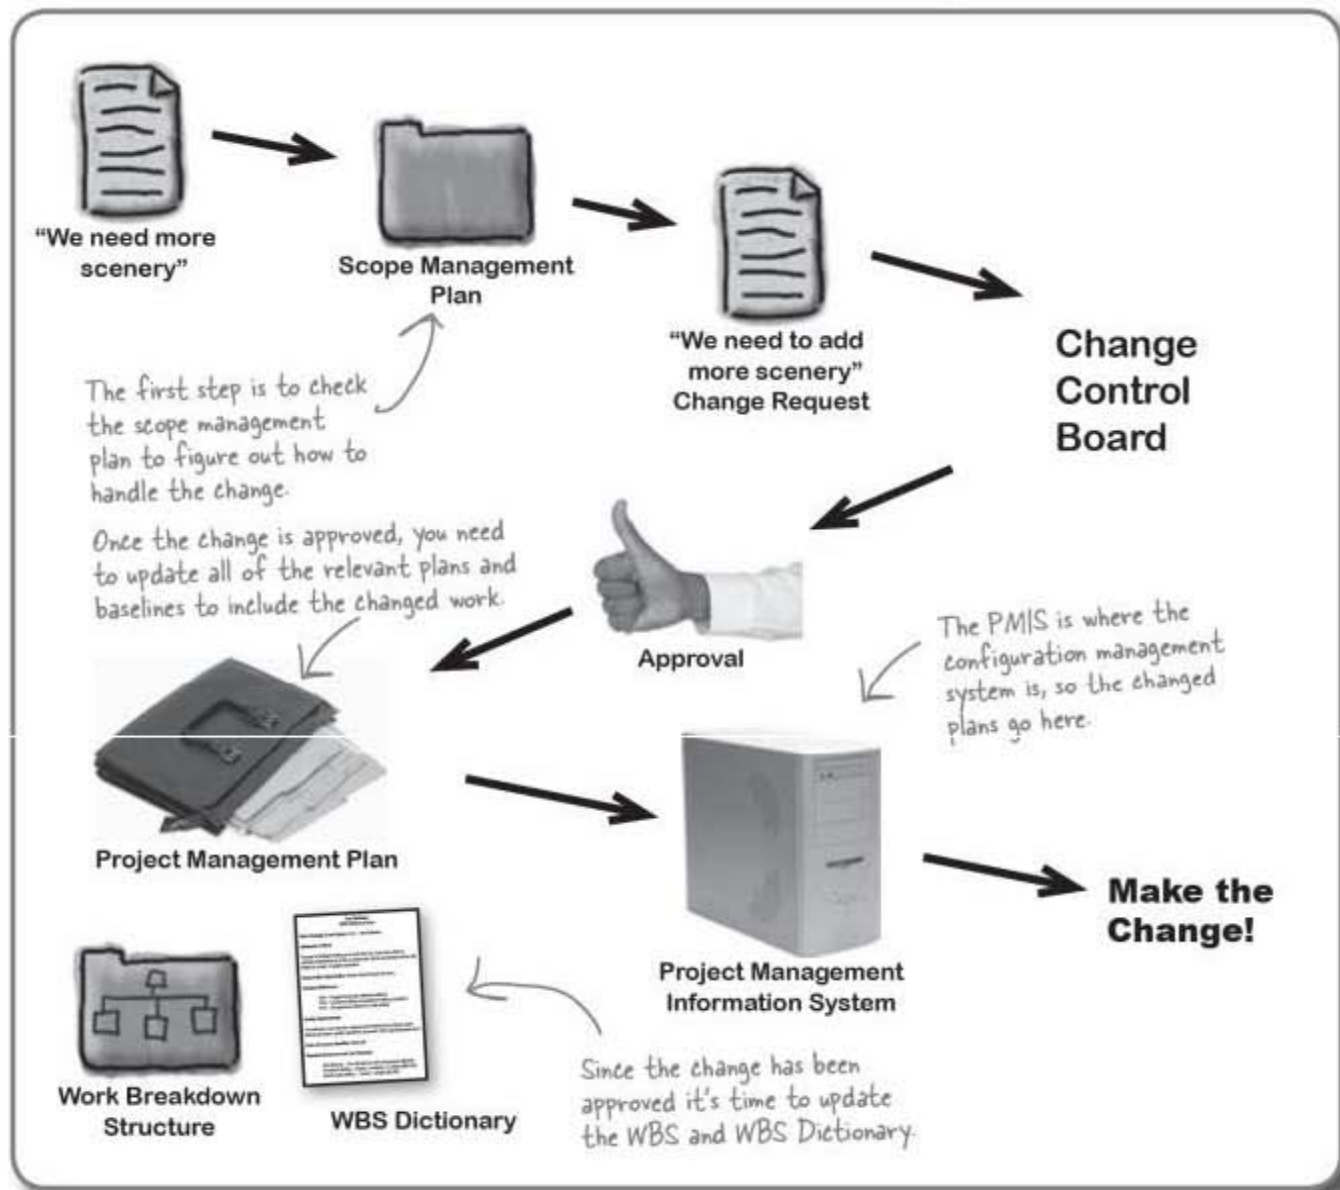 “We need more
scenery”
Scope Management
Plan
“We need to add
more scenery”
Change Request
Change
Control
Board
The first step is to check
the scope management
plan to figure out how to
handle the change.
Once the change is approved, you need
to update all of the relevant plans and
baselines to include the changed work.
Approval
The PMIS is where the
configuration management
system is, so the changed
plans go here.
Project Management Plan
Project Management
Information System
Make the
Change!
Work Breakdown
Structure
WBS Dictionary
Since the change has been
approved it's time to update
the WBS and WBS Dictionary.